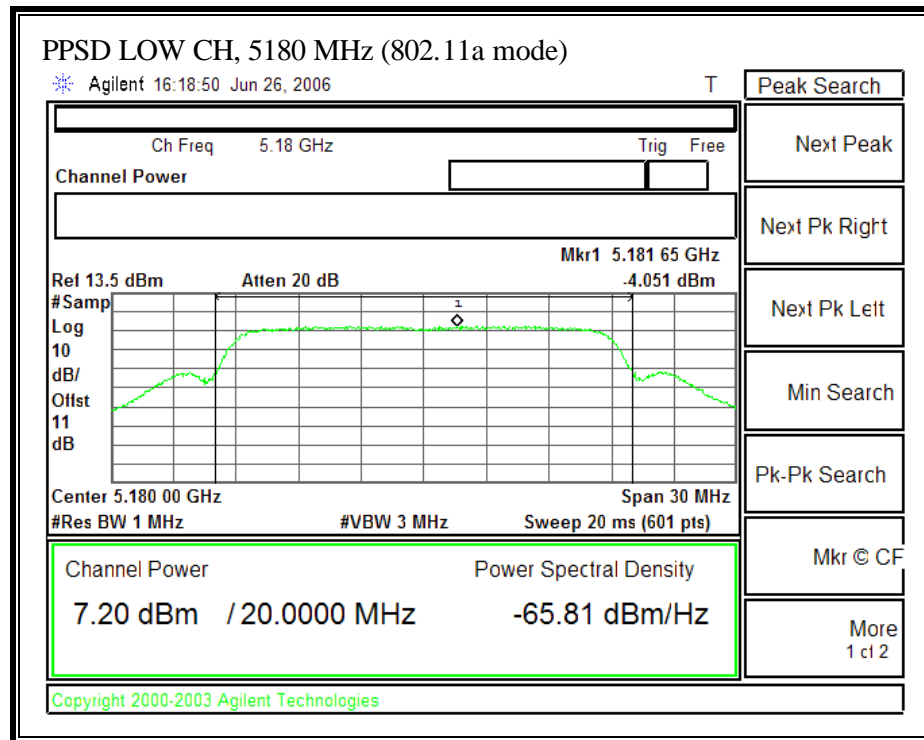 PPSD LOW CH, 5180 MHz (802.11a mode)
Agilent 16:18:50 Jun 26, 2006 T
Peak Search
Ch Freq 5.18 GHz Trig Free
Channel Power
Mkr1 5.181 65 GHz
Ref 13.5 dBm Atten 20 dB -4.051 dBm
#Samp
Log
10
dB/
Offst
11
dB
1
Center 5.180 00 GHz Span 30 MHz
#Res BW 1 MHz #VBW 3 MHz Sweep 20 ms (601 pts)
Channel Power Power Spectral Density
7.20 dBm / 20.0000 MHz -65.81 dBm/Hz
Copyright 2000-2003 Agilent Technologies
Next Peak
Next Pk Right
Next Pk Left
Min Search
Pk-Pk Search
Mkr © CF
More
1 of 2